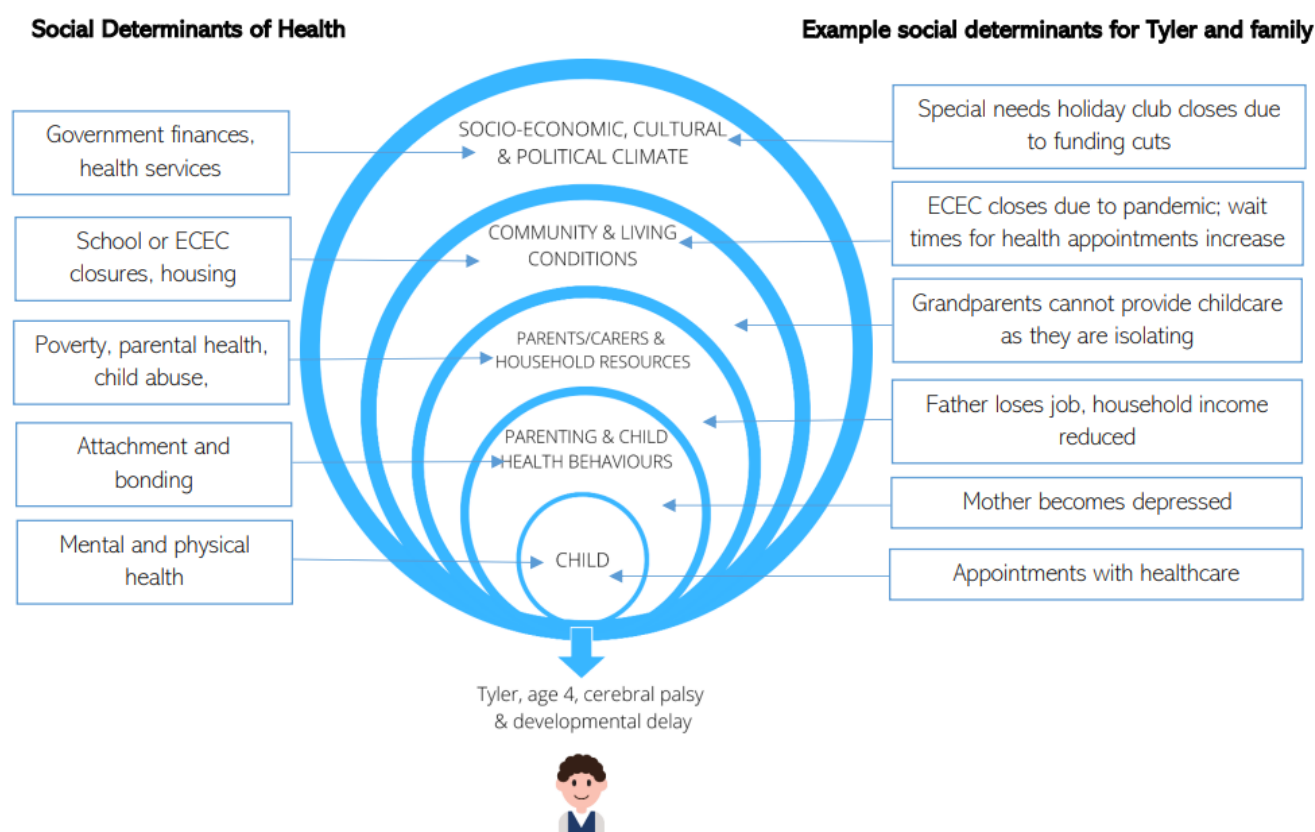 Social Determinants of Health
Example social determinants for Tyler and family
Government finances,
health services
School or ECEC
closures, housing
Poverty, parental health,
child abuse,
Attachment and
bonding
Mental and physical
health
SOCIO-ECONOMIC, CULTURAL
& POLITICAL CLIMATE
COMMUNITY & LIVING
CONDITIONS
PARENTS/CARERS &
HOUSEHOLD RESOURCES
PARENTING & CHILD
HEALTH BEHAVIOURS
CHILD
Special needs holiday club closes due
to funding cuts
ECEC closes due to pandemic; wait
times for health appointments increase
Grandparents cannot provide childcare
as they are isolating
Father loses job, household income
reduced
Mother becomes depressed
Appointments with healthcare
Tyler, age 4, cerebral palsy
& developmental delay